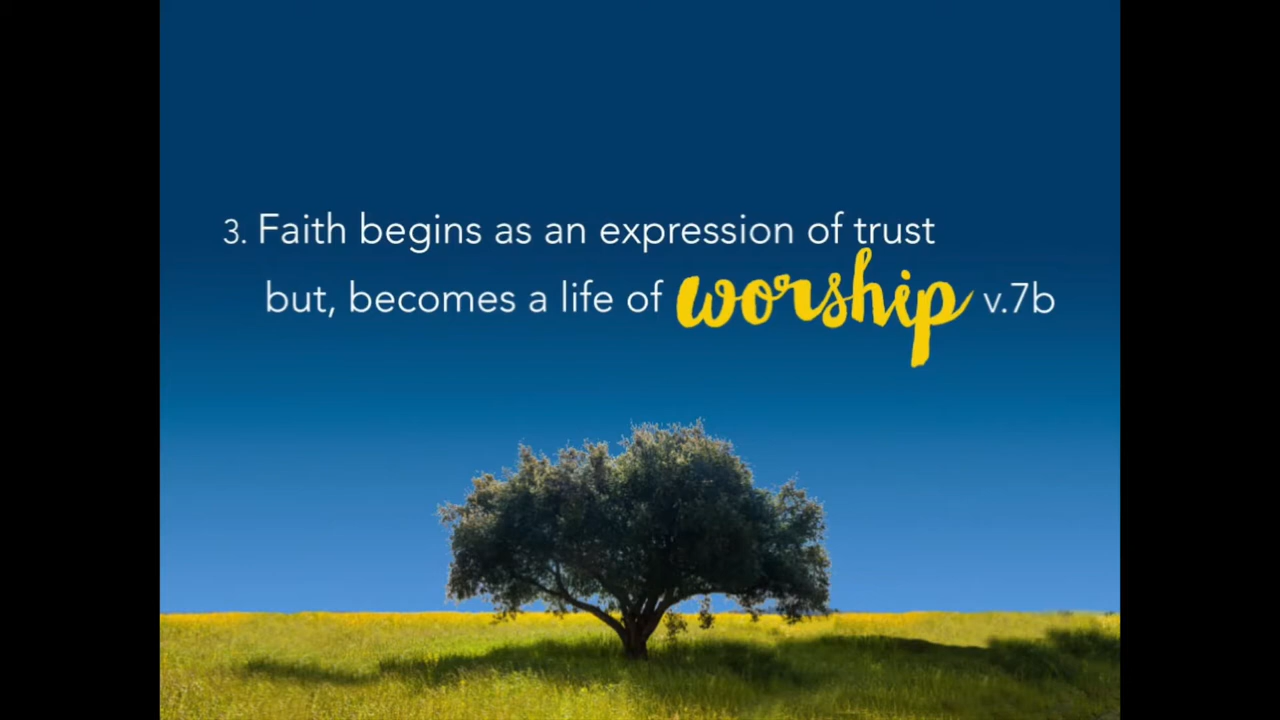 3. Faith begins as an expression of trust
but, becomes a life of worship v.7b